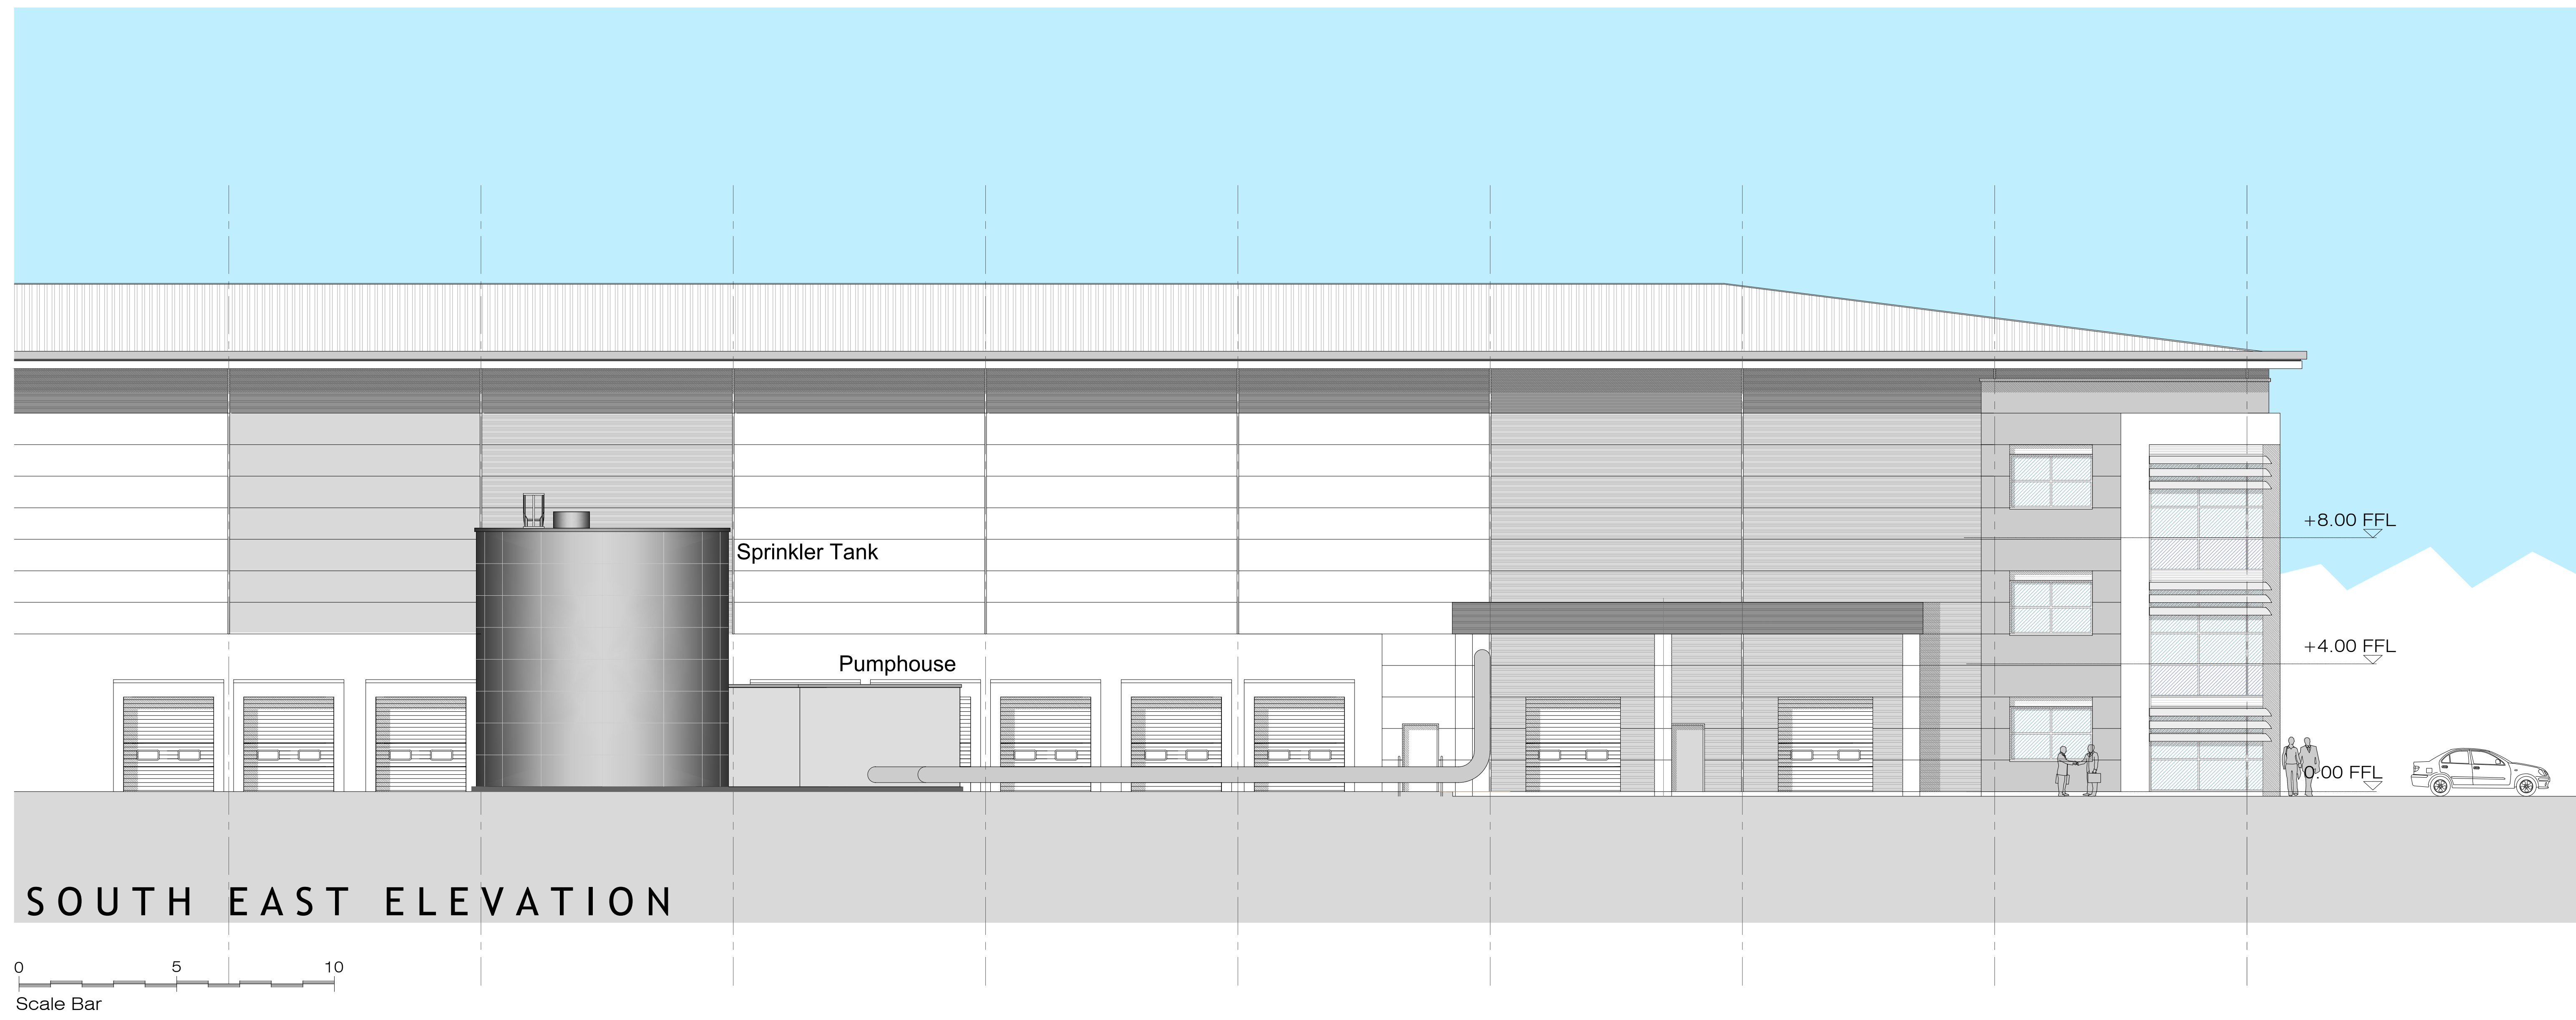 Sprinkler Tank
Pumphouse
+8.00 FFL
+4.00 FFL
0.00 FFL
SOUTH EAST ELEVATION
0 5 10
Scale Bar